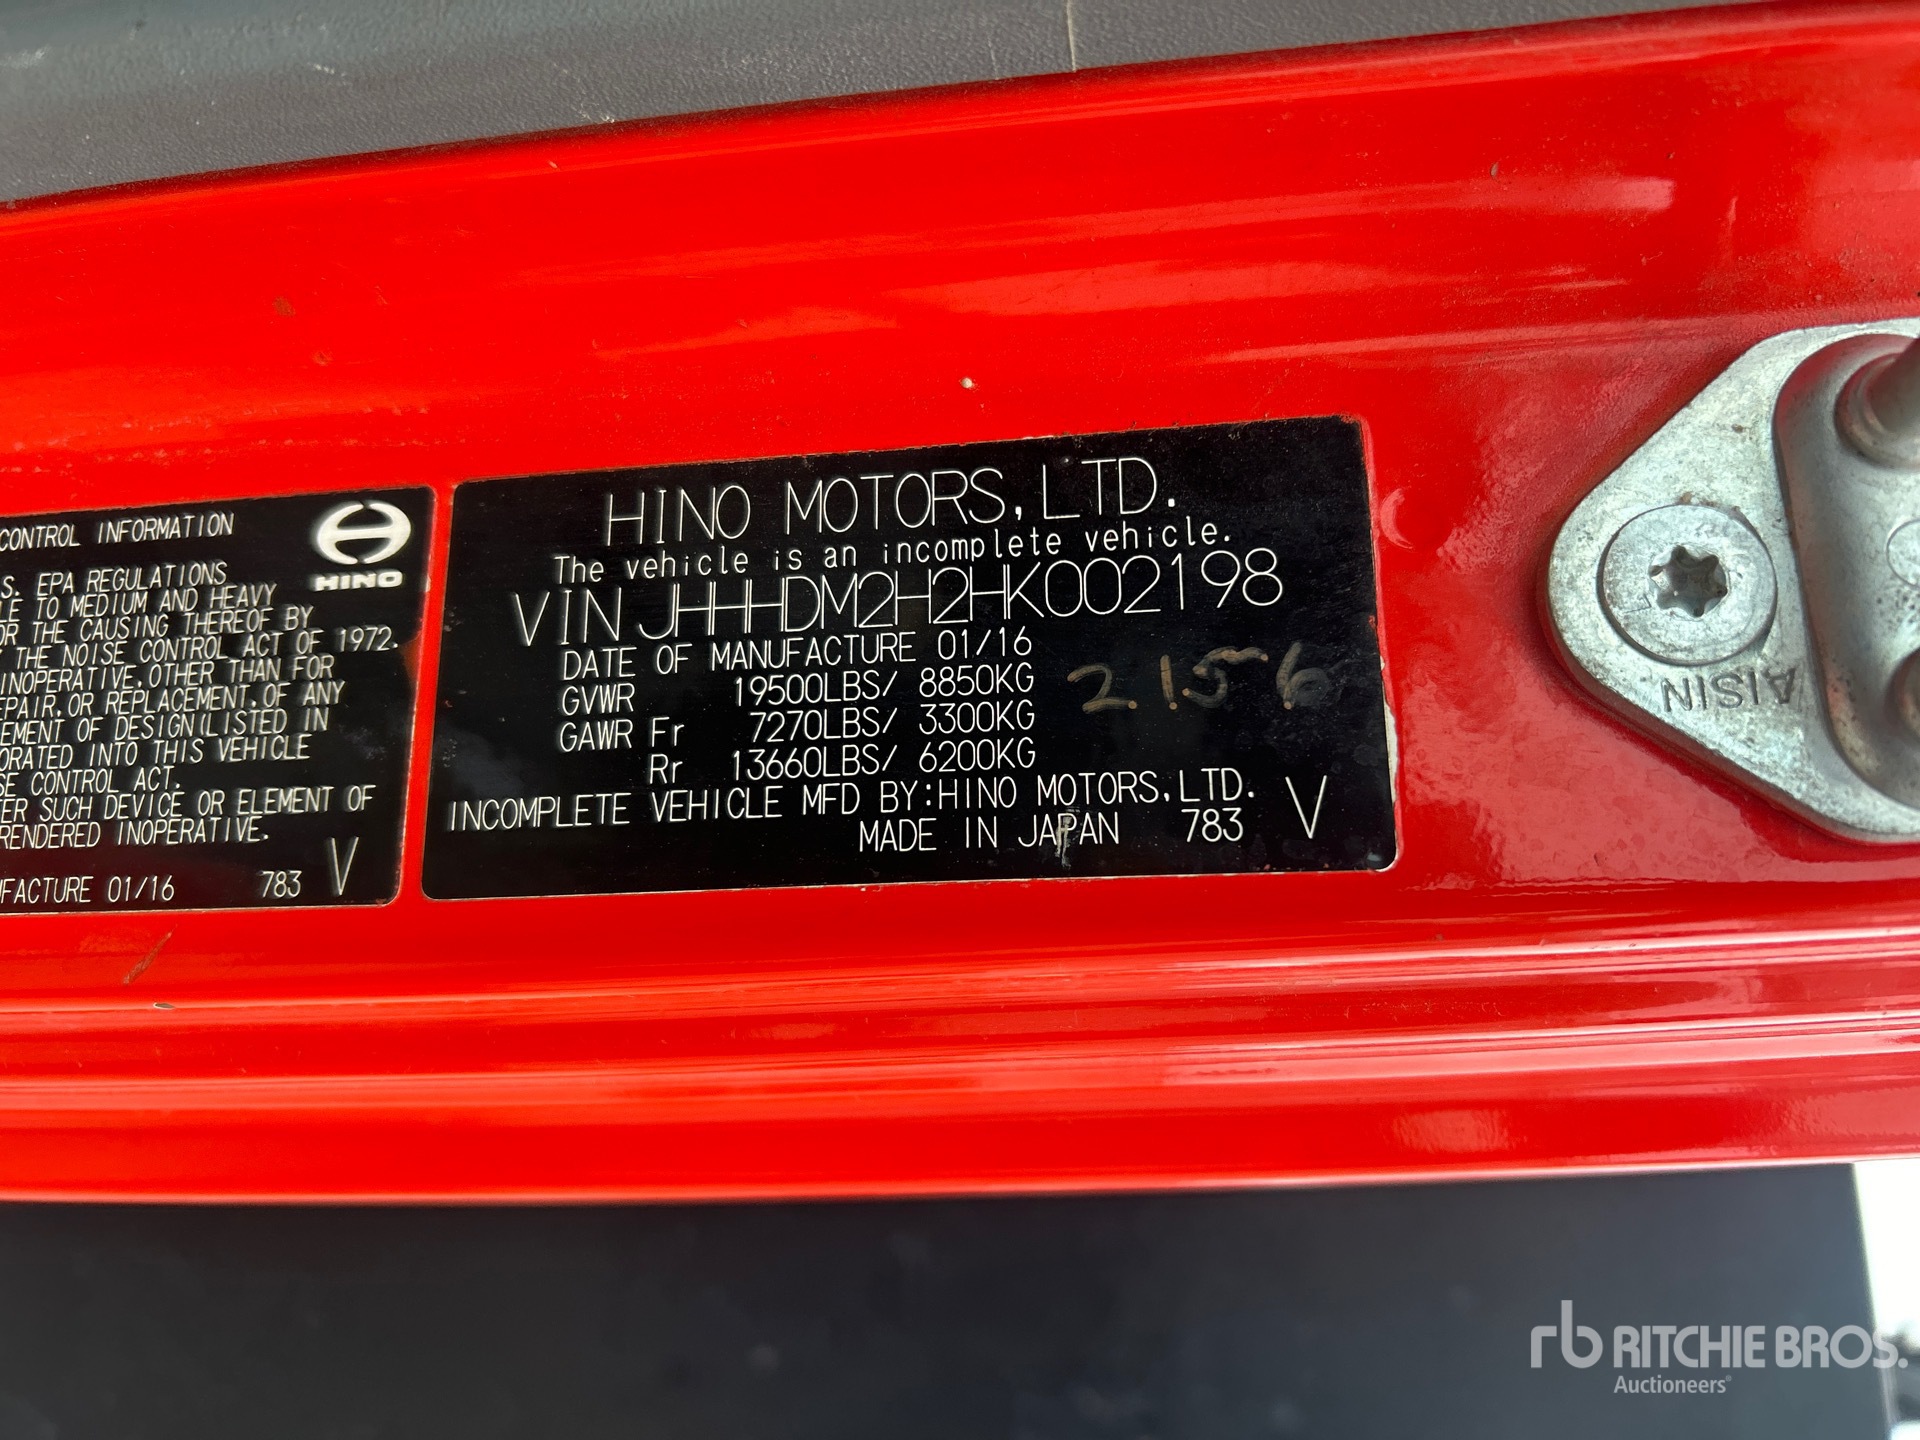 CONTROL INFORMATION
HINO
S. EPA REGULATIONS
LE TO MEDIUM AND HEAVY
OR THE CAUSING THEREOF BY
THE NOISE CONTROL ACT OF 1972.
INOPERATIVE, OTHER THAN FOR
EPAIR, OR REPLACEMENT, OF ANY
EMENT OF DESIGN(LISTED IN
ORATED INTO THIS VEHICLE
SE CONTROL ACT.
TER SUCH DEVICE OR ELEMENT OF
RENDERED INOPERATIVE.
UFACTURE 01/16 783 V
HINO MOTORS, LTD.
The vehicle is an incomplete vehicle.
VIN JHHHDM2H2HK002198
DATE OF MANUFACTURE 01/16
GVWR 19500LBS/ 8850KG
GAWR Fr 7270LBS/ 3300KG
Rr 13660LBS/ 6200KG
INCOMPLETE VEHICLE MFD BY:HINO MOTORS, LTD.
MADE IN JAPAN 783 V
2156
AISIN
rb RITCHIE BROS.
Auctioneers